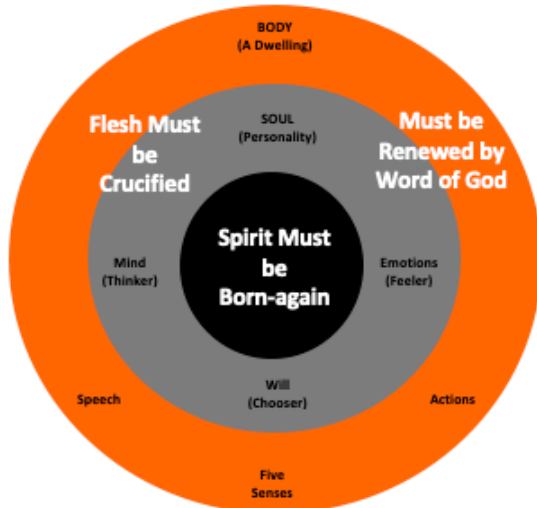 BODY
(A Dwelling)
Flesh Must
be
Crucified
SOUL
(Personality)
Must be
Renewed by
Word of God
Spirit Must
be
Born-again
Mind
(Thinker)
Emotions
(Feeler)
Will
(Chooser)
Speech
Actions
Five
Senses